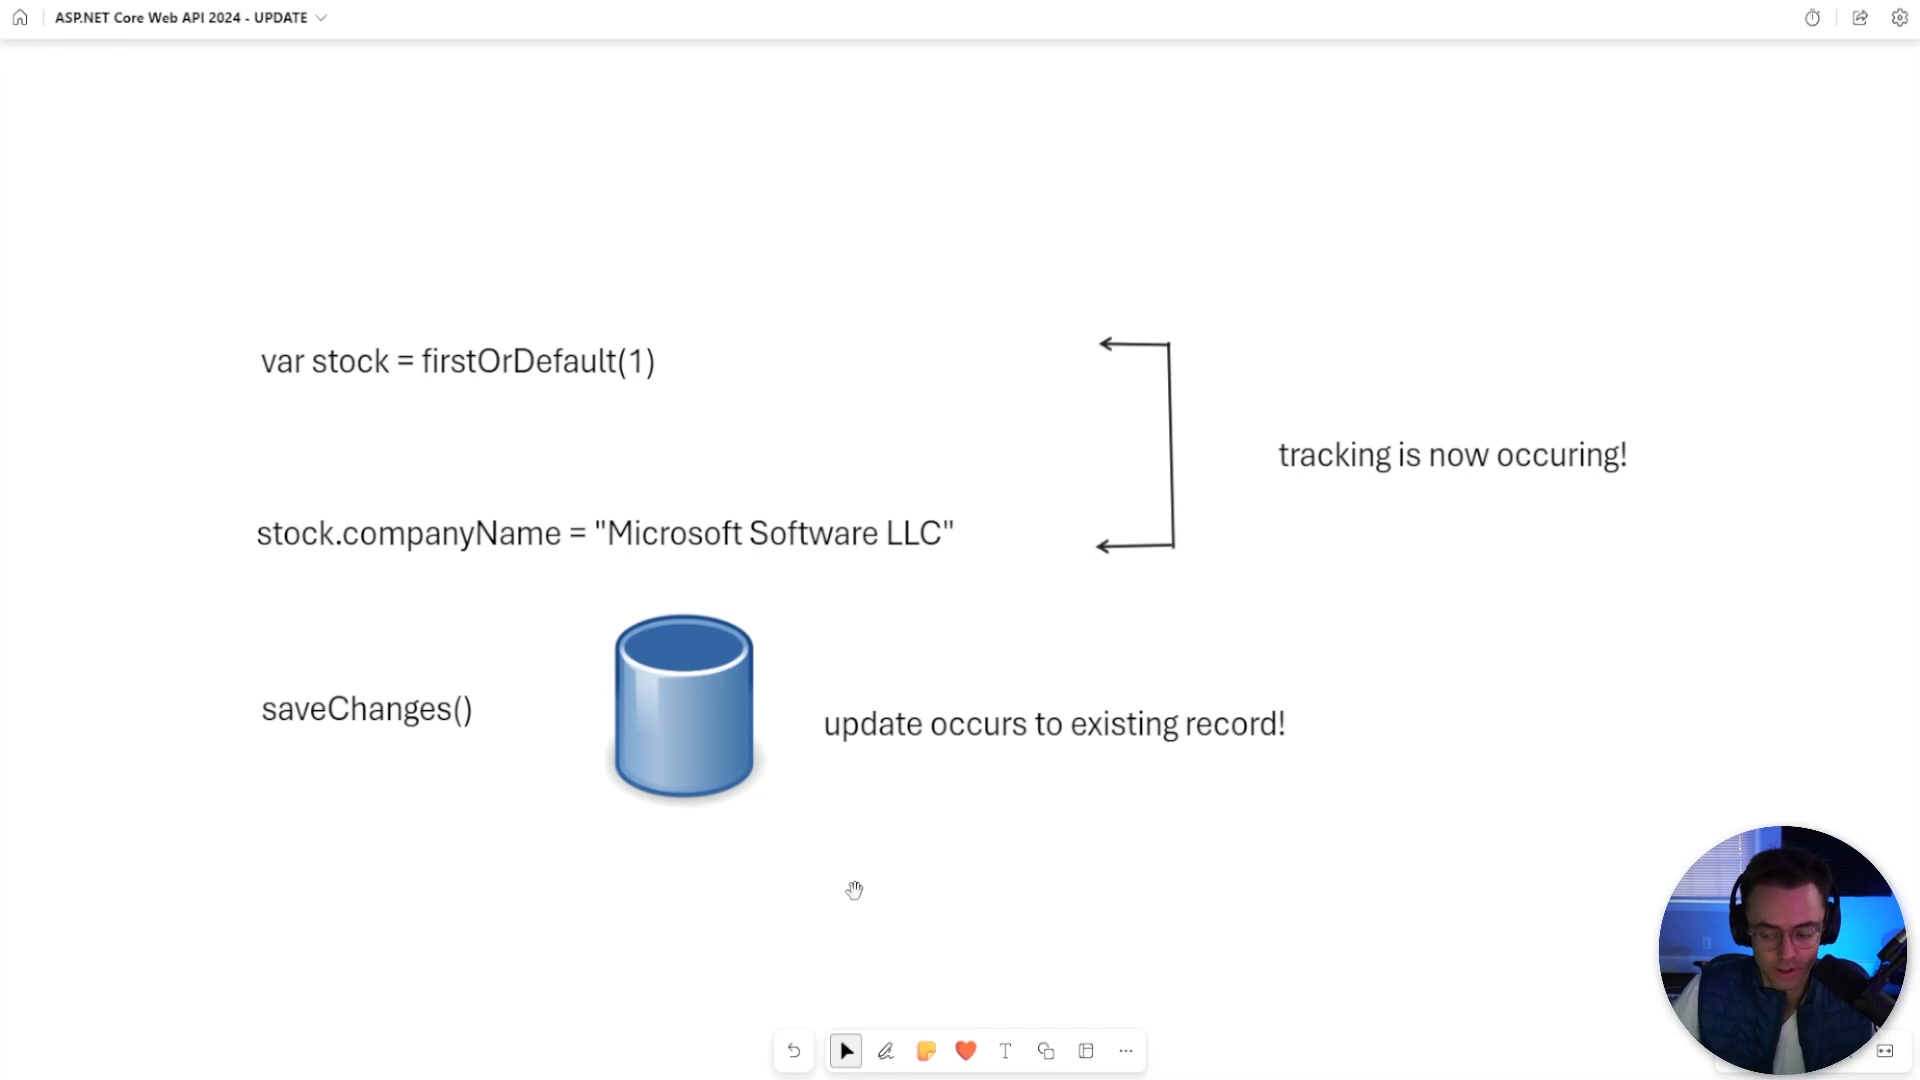 ASP.NET Core Web API 2024 - UPDATE
var stock = firstOrDefault(1)
tracking is now occuring!
stock.companyName = "Microsoft Software LLC"
saveChanges()
update occurs to existing record!
T